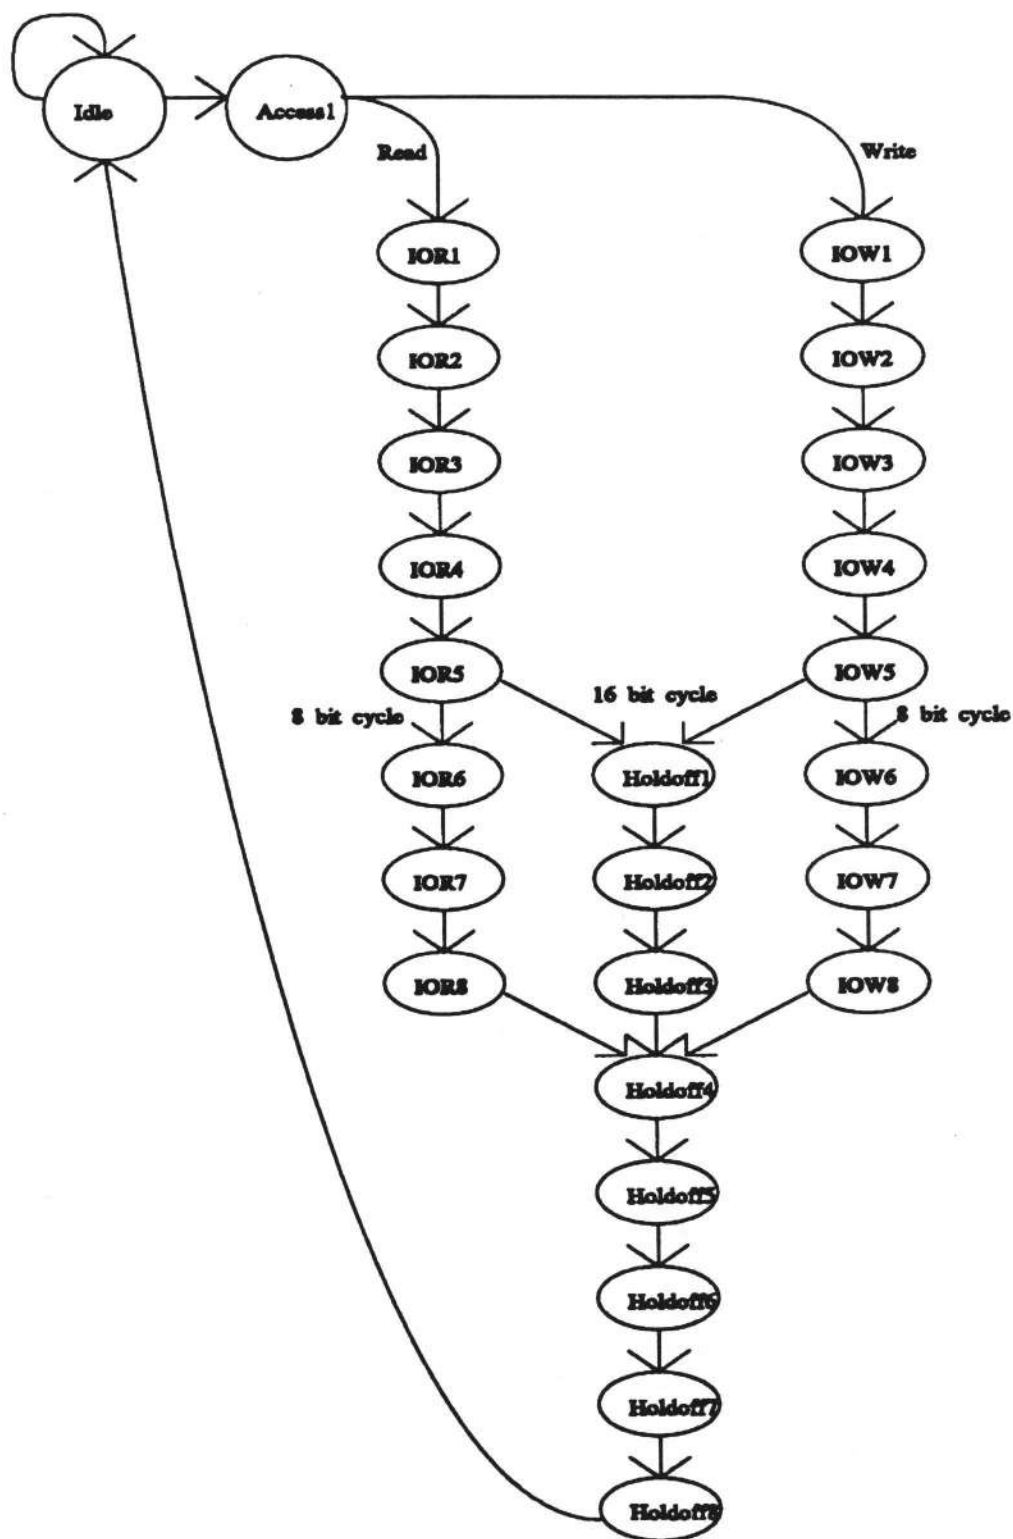 Idle
Access1
Read
Write
IOR1
IOW1
IOR2
IOW2
IOR3
IOW3
IOR4
IOW4
IOR5
IOW5
16 bit cycle
8 bit cycle
8 bit cycle
IOR6
Holdoff1
IOW6
IOR7
Holdoff2
IOW7
IOR8
Holdoff3
IOW8
Holdoff4
Holdoff5
Holdoff6
Holdoff7
Holdoff8